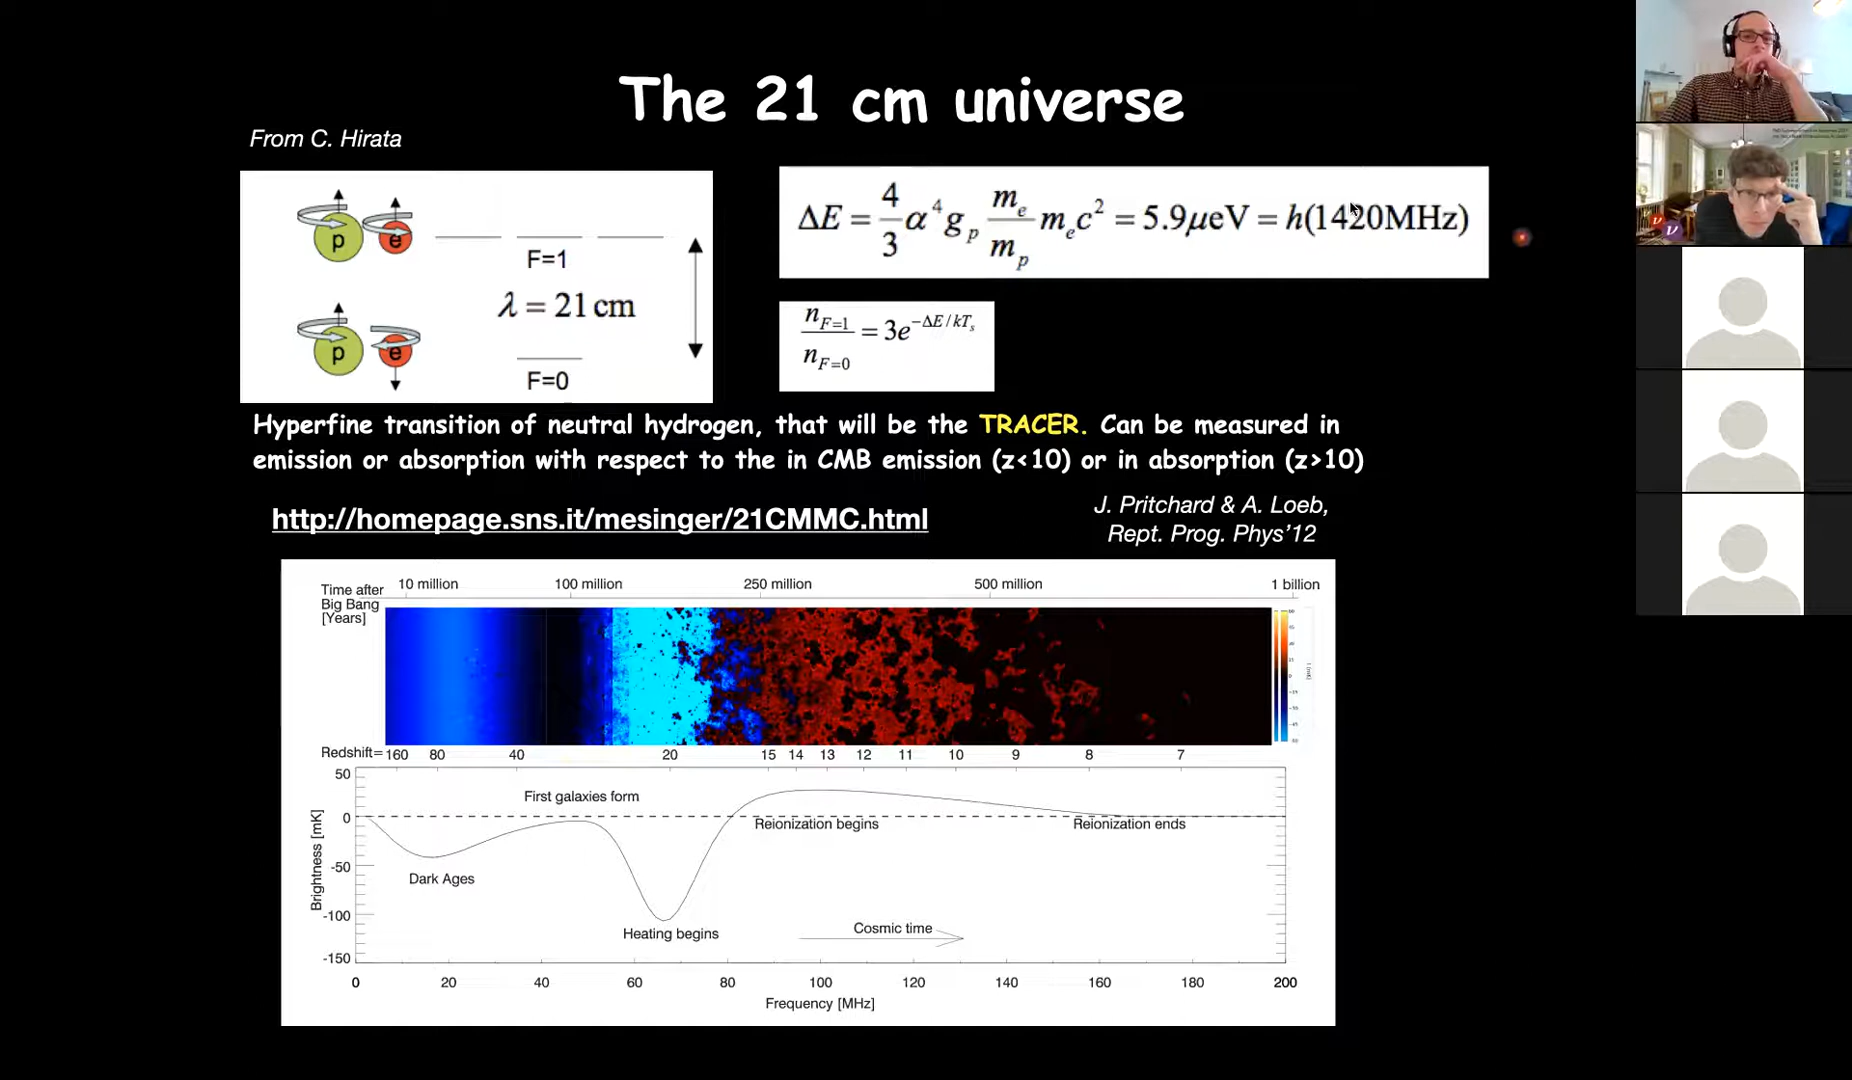 The 21 cm universe
From C. Hirata
p e
F=1
λ = 21 cm
p e
F=0
ΔE = 4/3 α⁴ g_p m_e/m_p m_e c² = 5.9μeV = h(1420MHz)
n_F=1 / n_F=0 = 3e^(-ΔE/kT_s)
Hyperfine transition of neutral hydrogen, that will be the TRACER. Can be measured in
emission or absorption with respect to the in CMB emission (z<10) or in absorption (z>10)
http://homepage.sns.it/mesinger/21CMMC.html
J. Pritchard & A. Loeb,
Rept. Prog. Phys'12
Time after
Big Bang
[Years]
10 million 100 million 250 million 500 million 1 billion
Redshift= 160 80 40 20 15 14 13 12 11 10 9 8 7
Brightness [mK]
50
0
-50
-100
-150
First galaxies form
Reionization begins
Reionization ends
Dark Ages
Heating begins
Cosmic time
0 20 40 60 80 100 120 140 160 180 200
Frequency [MHz]